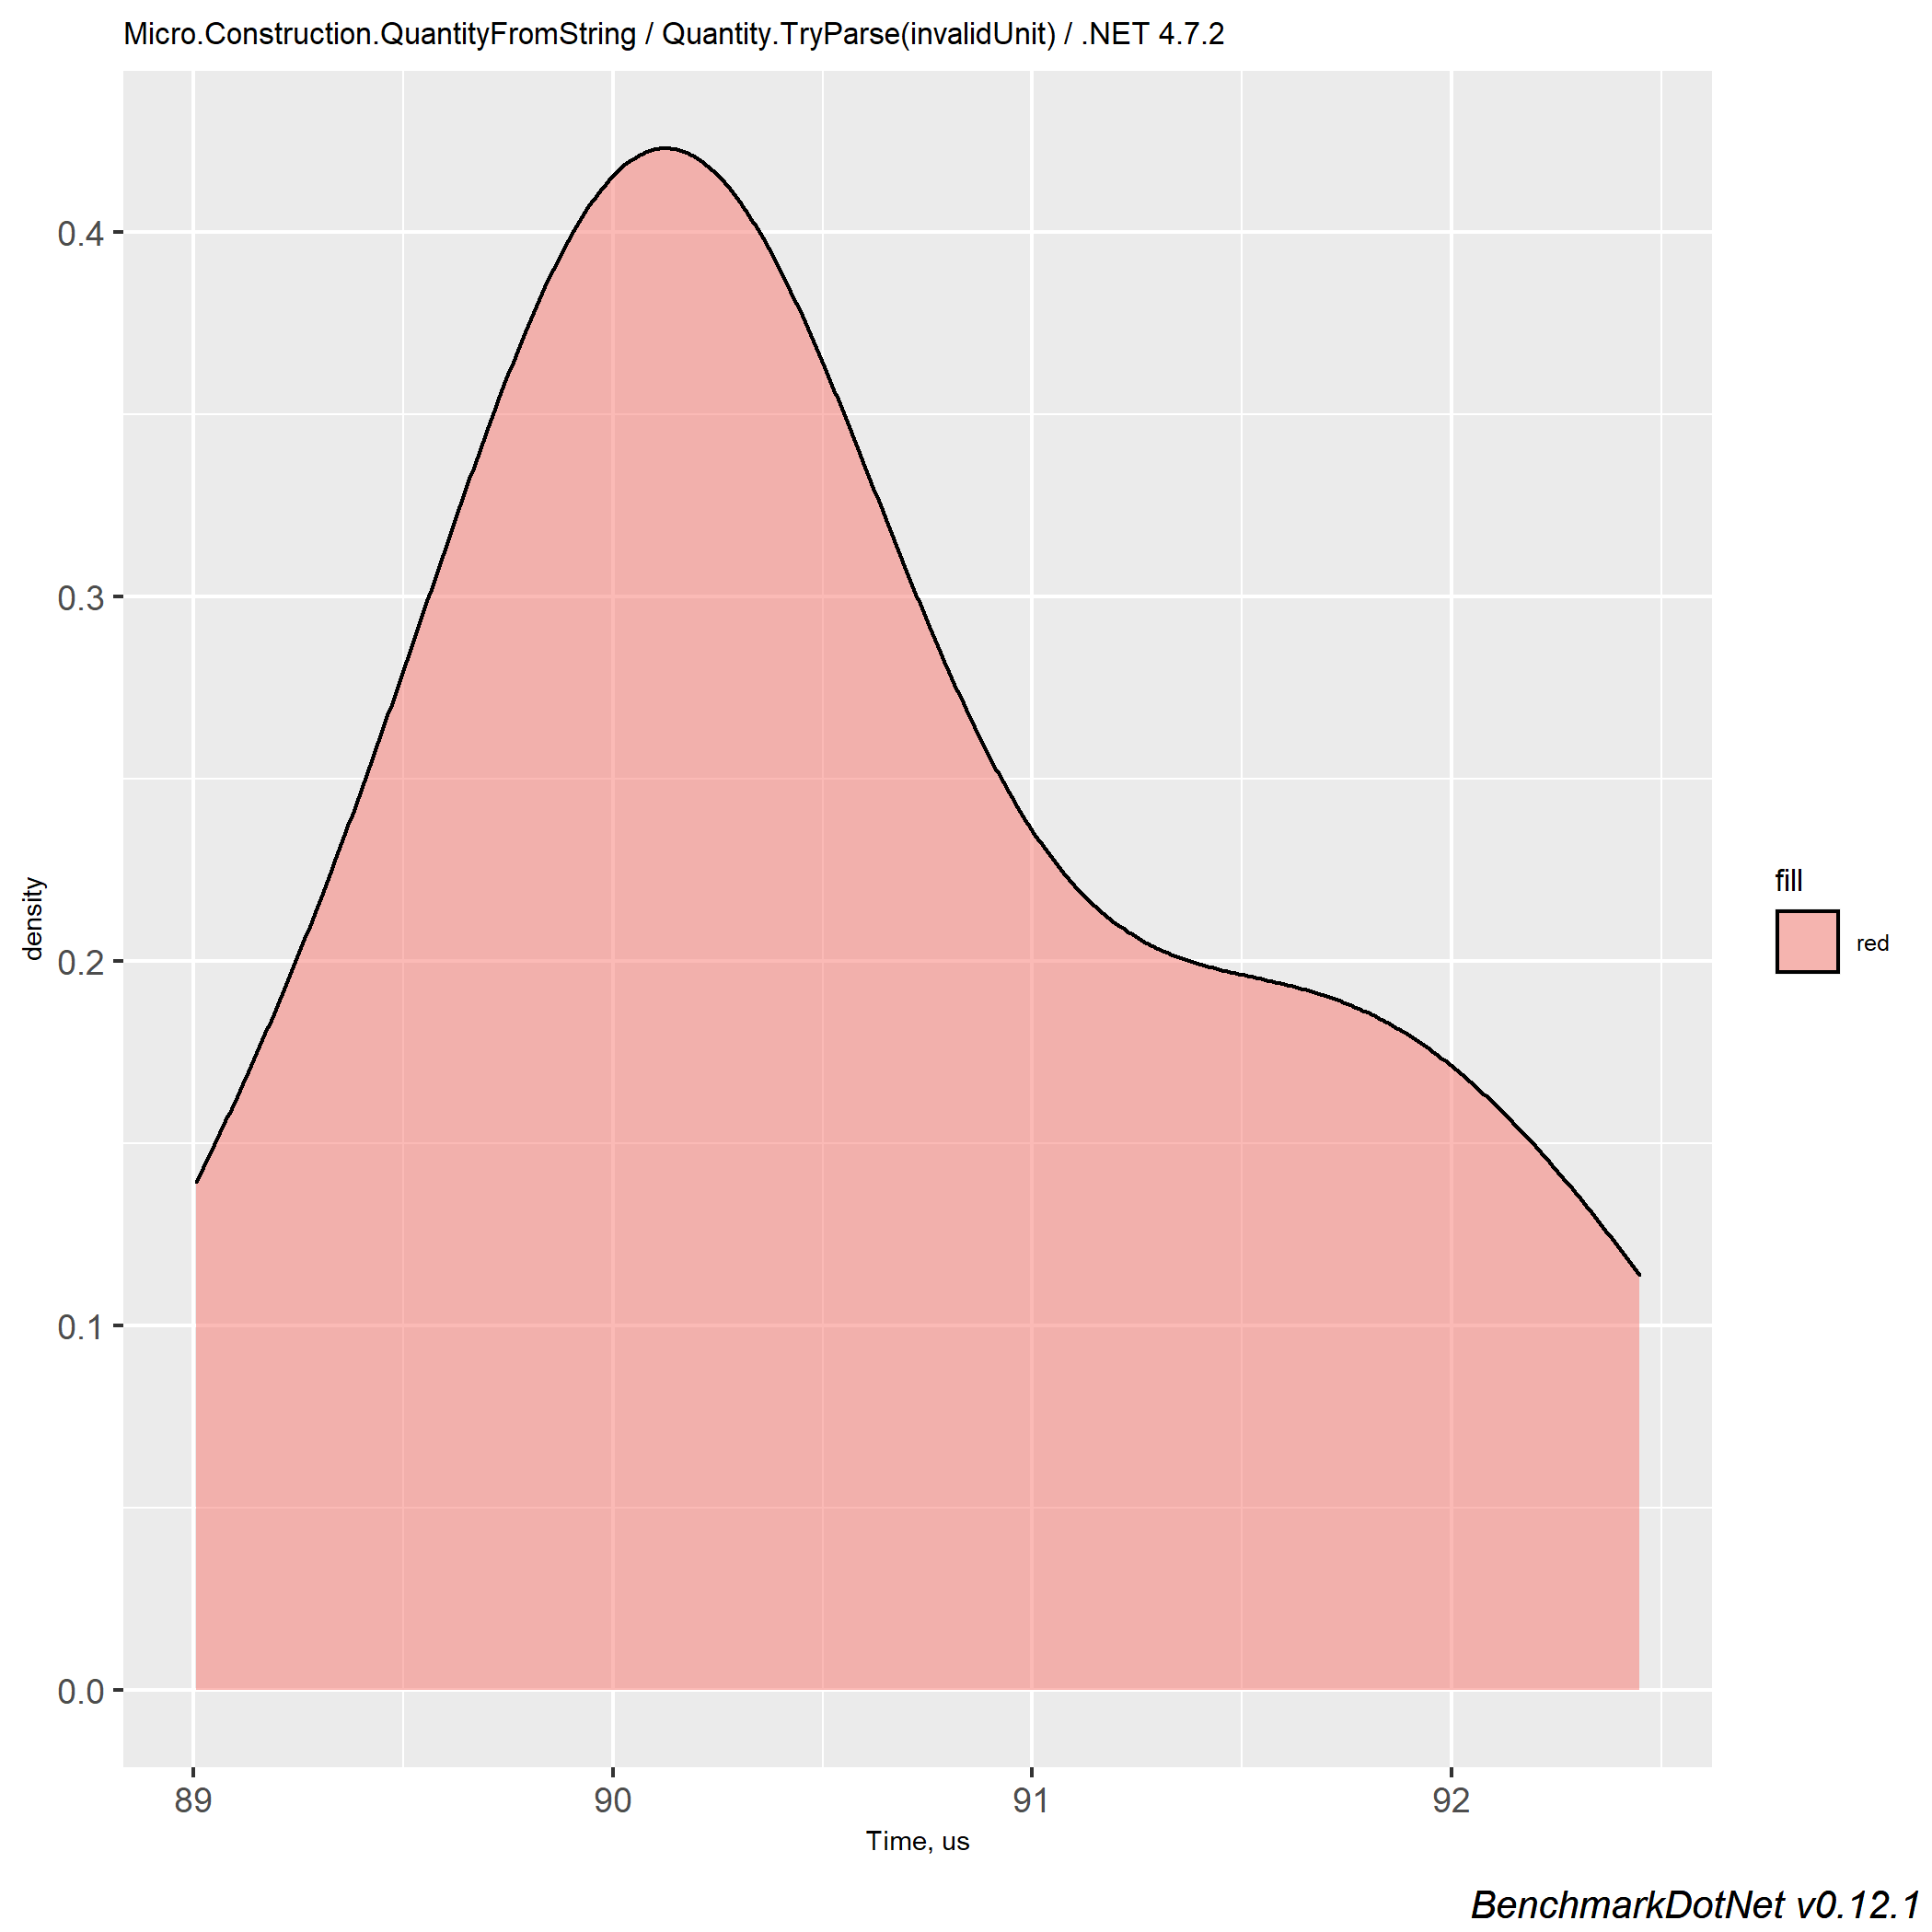 Micro.Construction.QuantityFromString / Quantity.TryParse(invalidUnit) / .NET 4.7.2
0.4
0.3
0.2
0.1
0.0
density
89
90
91
92
Time, us
fill
red
BenchmarkDotNet v0.12.1